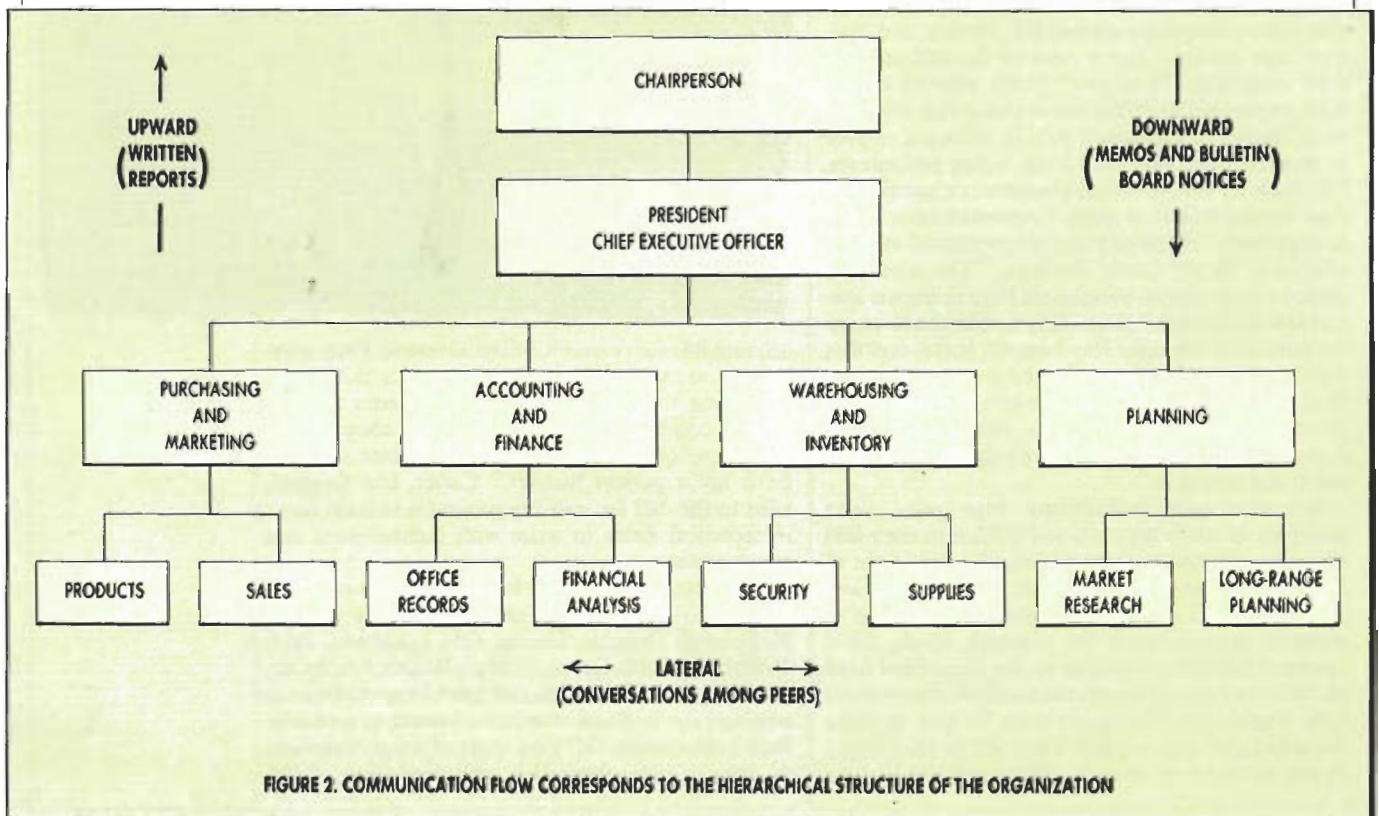 CHAIRPERSON
↑
UPWARD
(WRITTEN
REPORTS)
DOWNWARD
(MEMOS AND BULLETIN
BOARD NOTICES)
↓
PRESIDENT
CHIEF EXECUTIVE OFFICER
PURCHASING
AND
MARKETING
ACCOUNTING
AND
FINANCE
WAREHOUSING
AND
INVENTORY
PLANNING
PRODUCTS
SALES
OFFICE
RECORDS
FINANCIAL
ANALYSIS
SECURITY
SUPPLIES
MARKET
RESEARCH
LONG-RANGE
PLANNING
← LATERAL →
(CONVERSATIONS AMONG PEERS)
FIGURE 2. COMMUNICATION FLOW CORRESPONDS TO THE HIERARCHICAL STRUCTURE OF THE ORGANIZATION